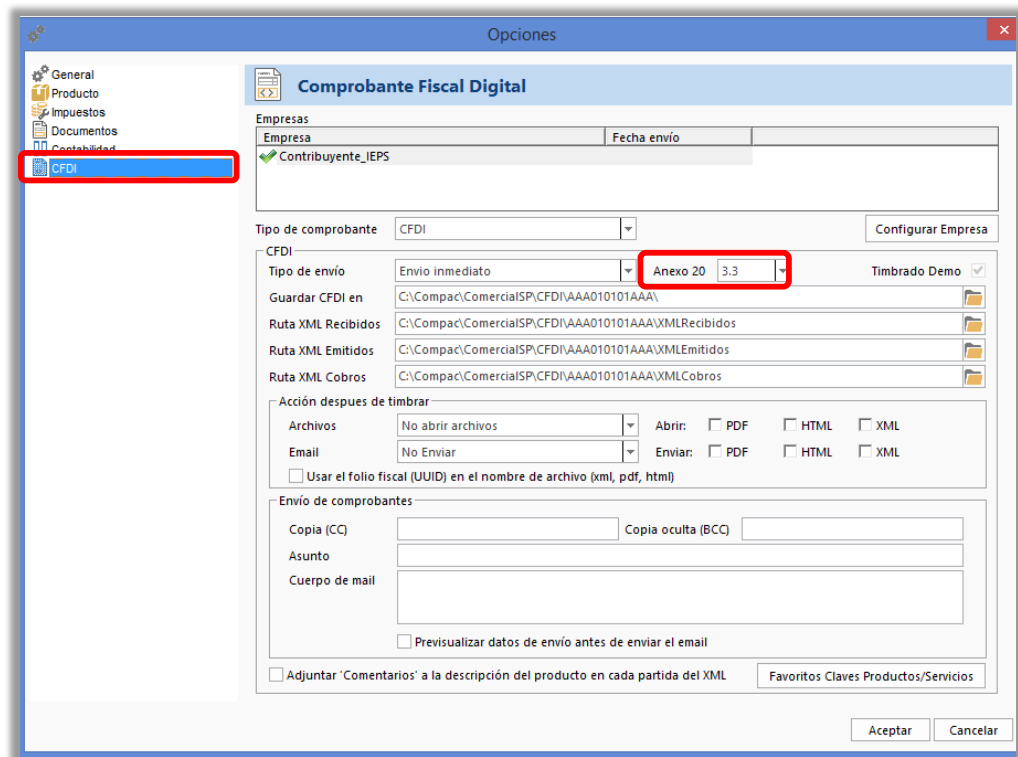 Opciones
General
Producto
Impuestos
Documentos
Contabilidad
CFDI
Comprobante Fiscal Digital
Empresas
Empresa Fecha envío
Contribuyente_IEPS
Tipo de comprobante CFDI Configurar Empresa
CFDI
Tipo de envío Envio inmediato Anexo 20 3.3 Timbrado Demo
Guardar CFDI en C:\Compac\ComercialSP\CFDI\AAA010101AAA\
Ruta XML Recibidos C:\Compac\ComercialSP\CFDI\AAA010101AAA\XMLRecibidos
Ruta XML Emitidos C:\Compac\ComercialSP\CFDI\AAA010101AAA\XMLEmitidos
Ruta XML Cobros C:\Compac\ComercialSP\CFDI\AAA010101AAA\XMLCobros
Acción despues de timbrar
Archivos No abrir archivos Abrir: PDF HTML XML
Email No Enviar Enviar: PDF HTML XML
Usar el folio fiscal (UUID) en el nombre de archivo (xml, pdf, html)
Envío de comprobantes
Copia (CC) Copia oculta (BCC)
Asunto
Cuerpo de mail
Previsualizar datos de envío antes de enviar el email
Adjuntar 'Comentarios' a la descripción del producto en cada partida del XML Favoritos Claves Productos/Servicios
Aceptar Cancelar